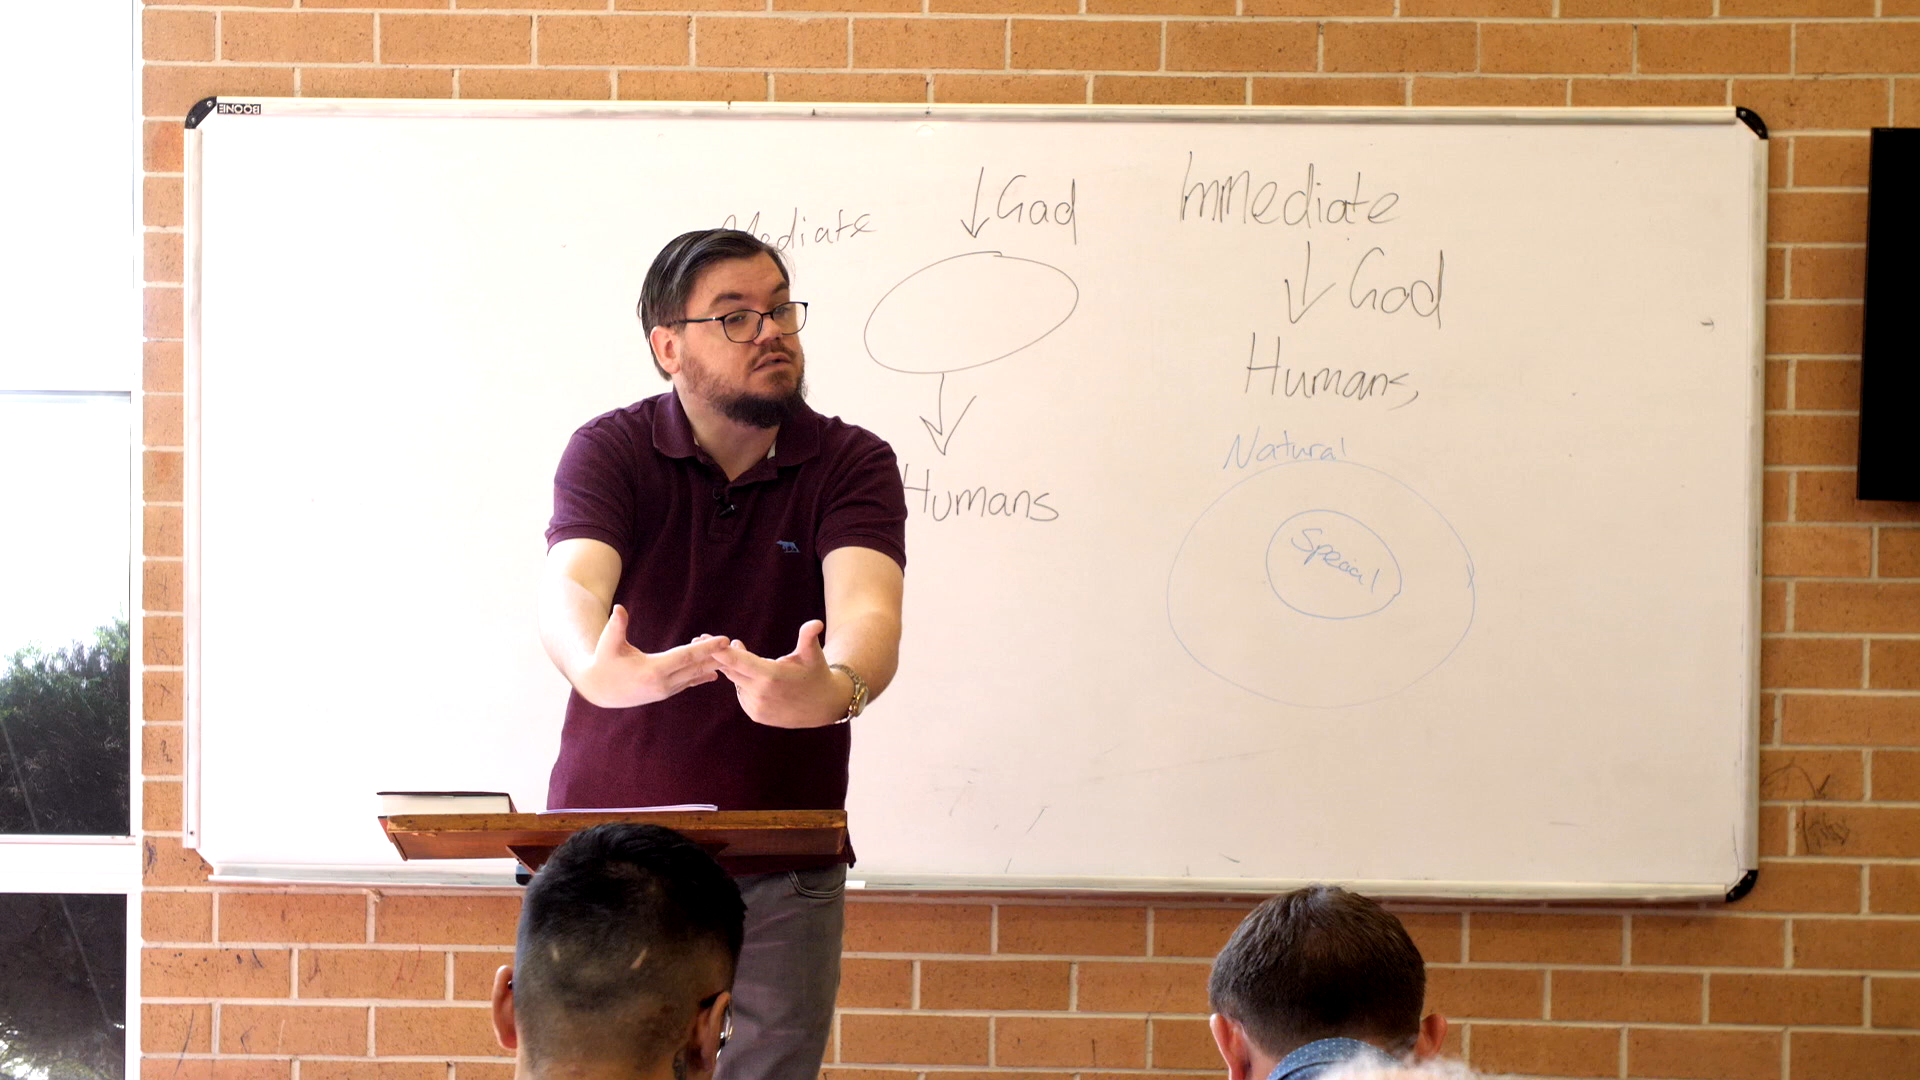 BOONE
Mediate
God
Humans
Immediate
God
Humans,
Natural
Special